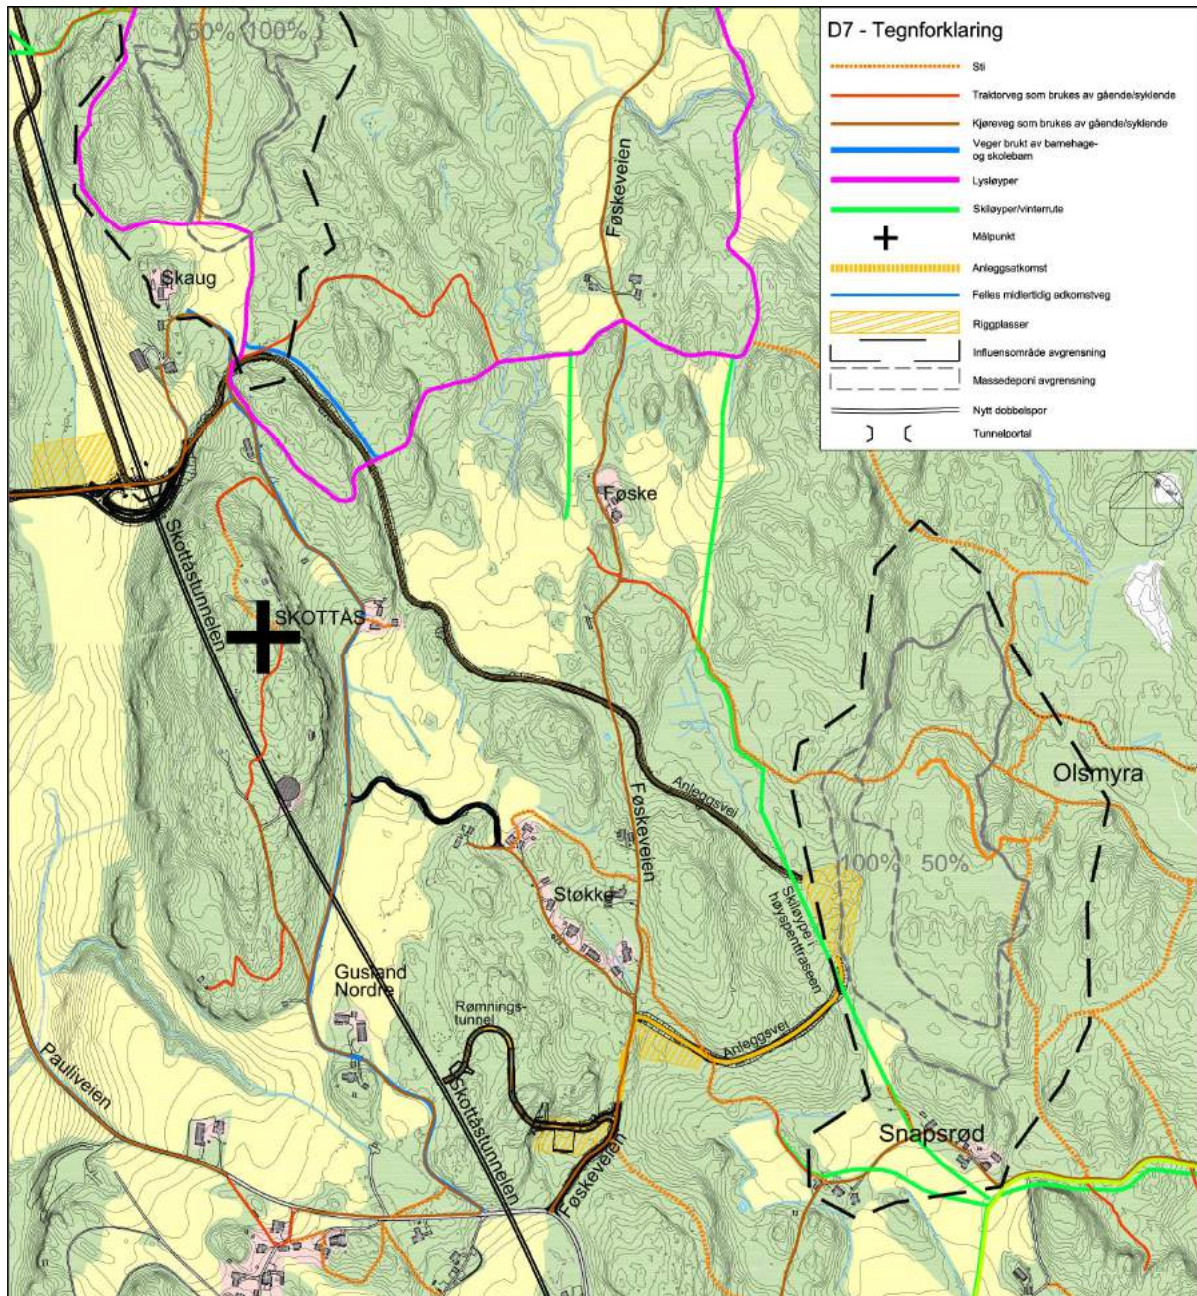 50% 100%
D7 - Tegnforklaring
Sti
Traktorveg som brukes av gående/syklende
Kjøreveg som brukes av gående/syklende
Veger brukt av barnehage-
og skolebarn
Lysløyper
Skiløyper/vinterrute
Målpunkt
Anleggsatkomst
Felles midlertidig adkomstveg
Riggplasser
Influensområde avgrensning
Massedeponi avgrensning
Nytt dobbelspor
Tunnelportal
Føskeveien
Skaug
Føske
Skottåstunnelen
SKOTTÅS
Olsmyra
Anleggsvei
Føskeveien
100% 50%
Støkke
Skiløype i
høyspenttraseen
Gusland
Nordre
Rømnings-
tunnel
Anleggsvei
Pauliveien
Skottåstunnelen
Føskeveien
Snapsrød